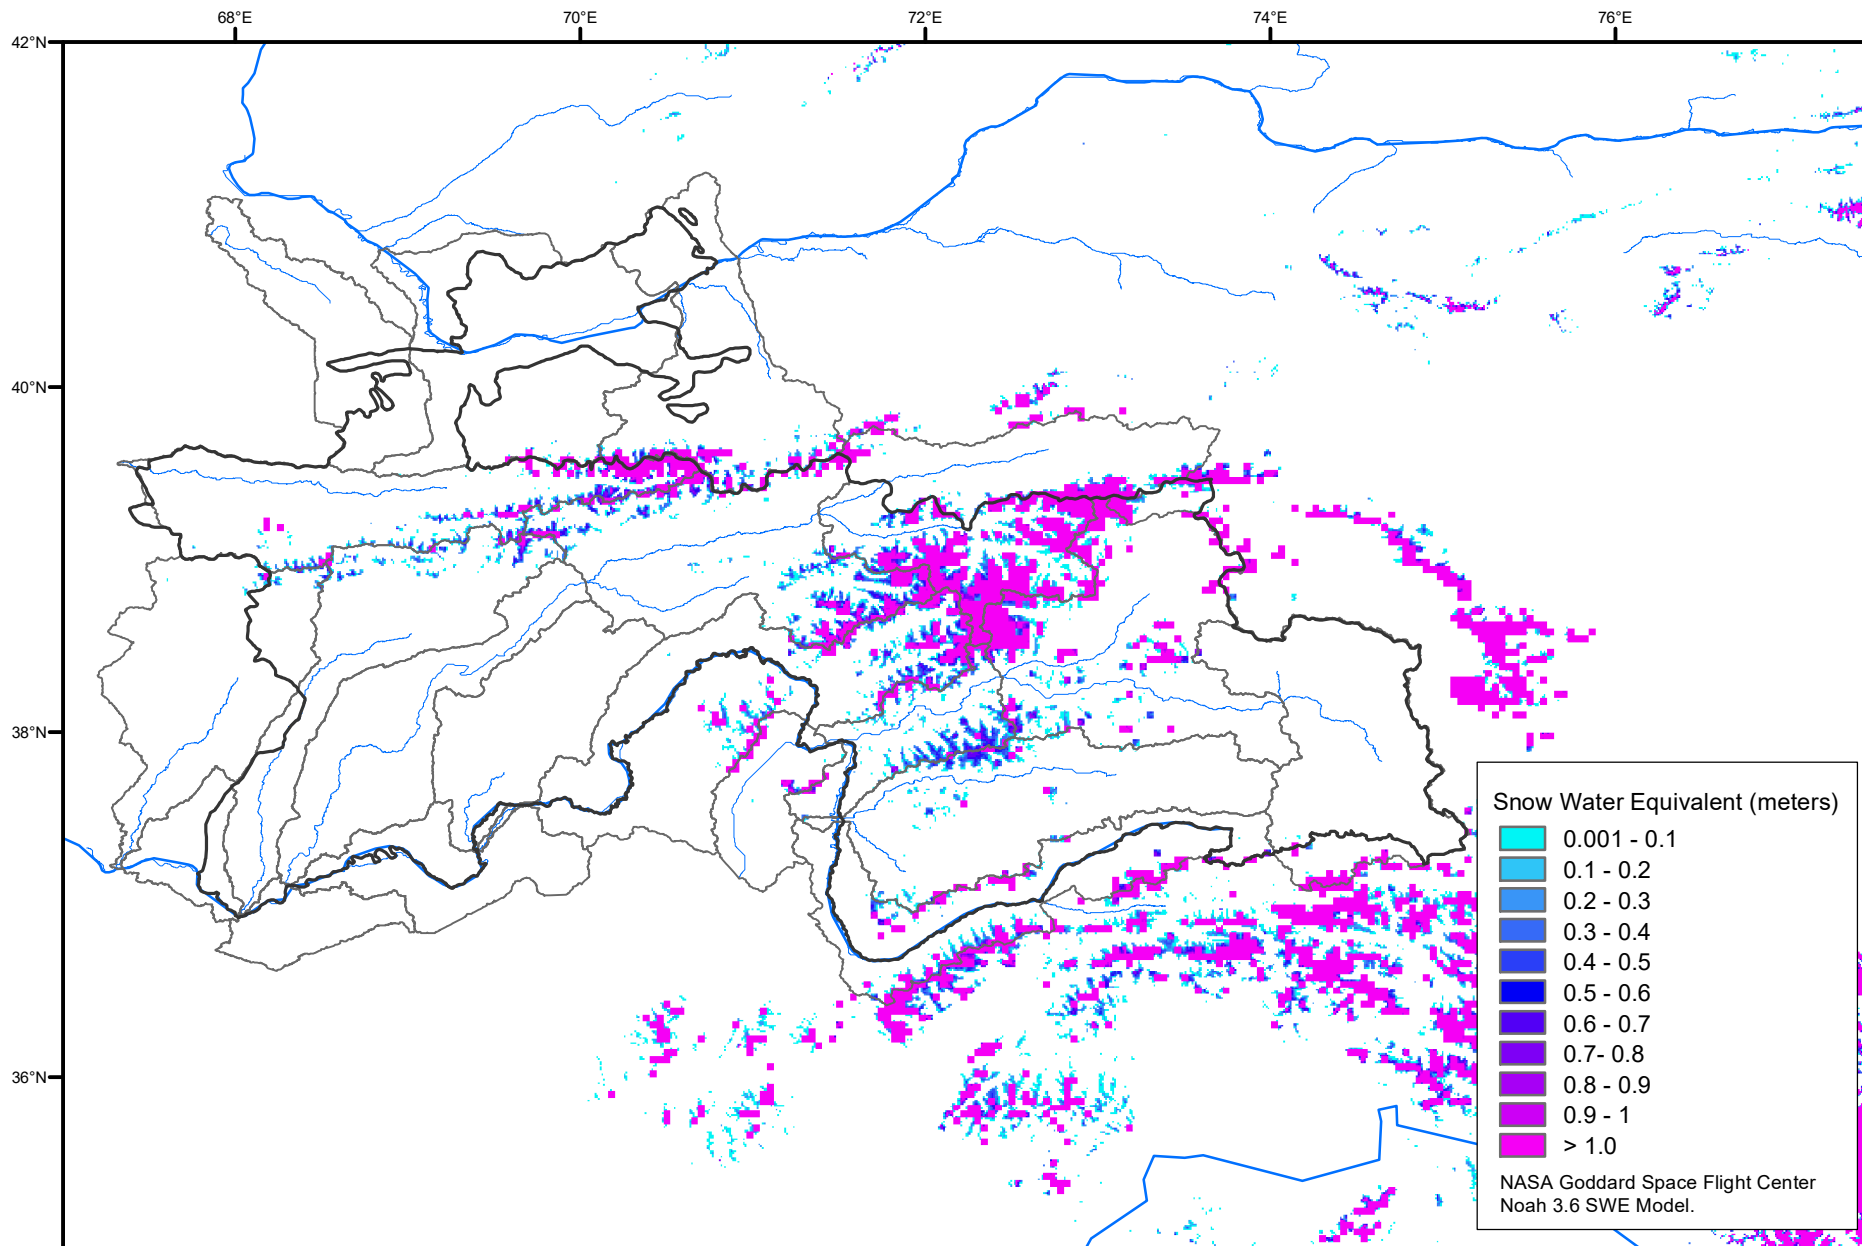 68°E 70°E 72°E 74°E 76°E
42°N
40°N
38°N
36°N
Snow Water Equivalent (meters)
0.001 - 0.1
0.1 - 0.2
0.2 - 0.3
0.3 - 0.4
0.4 - 0.5
0.5 - 0.6
0.6 - 0.7
0.7- 0.8
0.8 - 0.9
0.9 - 1
> 1.0
NASA Goddard Space Flight Center
Noah 3.6 SWE Model.